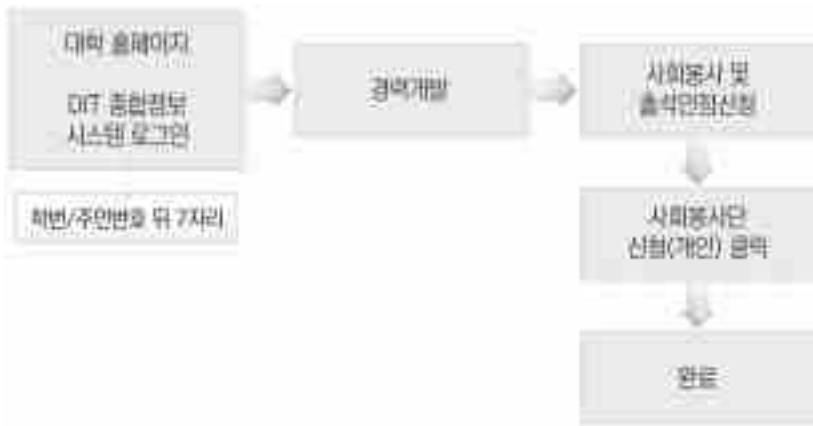 대학 홈페이지
DIT 종합정보
시스템 로그인
학번/주민번호 뒤 7자리
경력개발
사회봉사 및
출석인정신청
사회봉사단
신청(개인) 클릭
완료